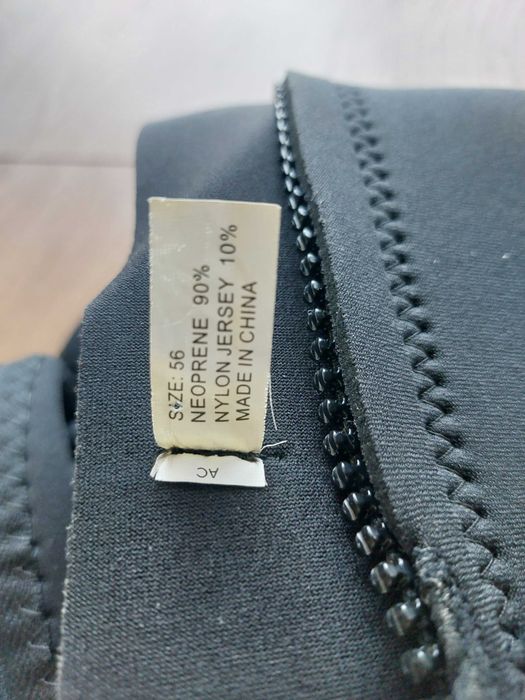 SIZE: 56
NEOPRENE 90%
NYLON JERSEY 10%
MADE IN CHINA
AC